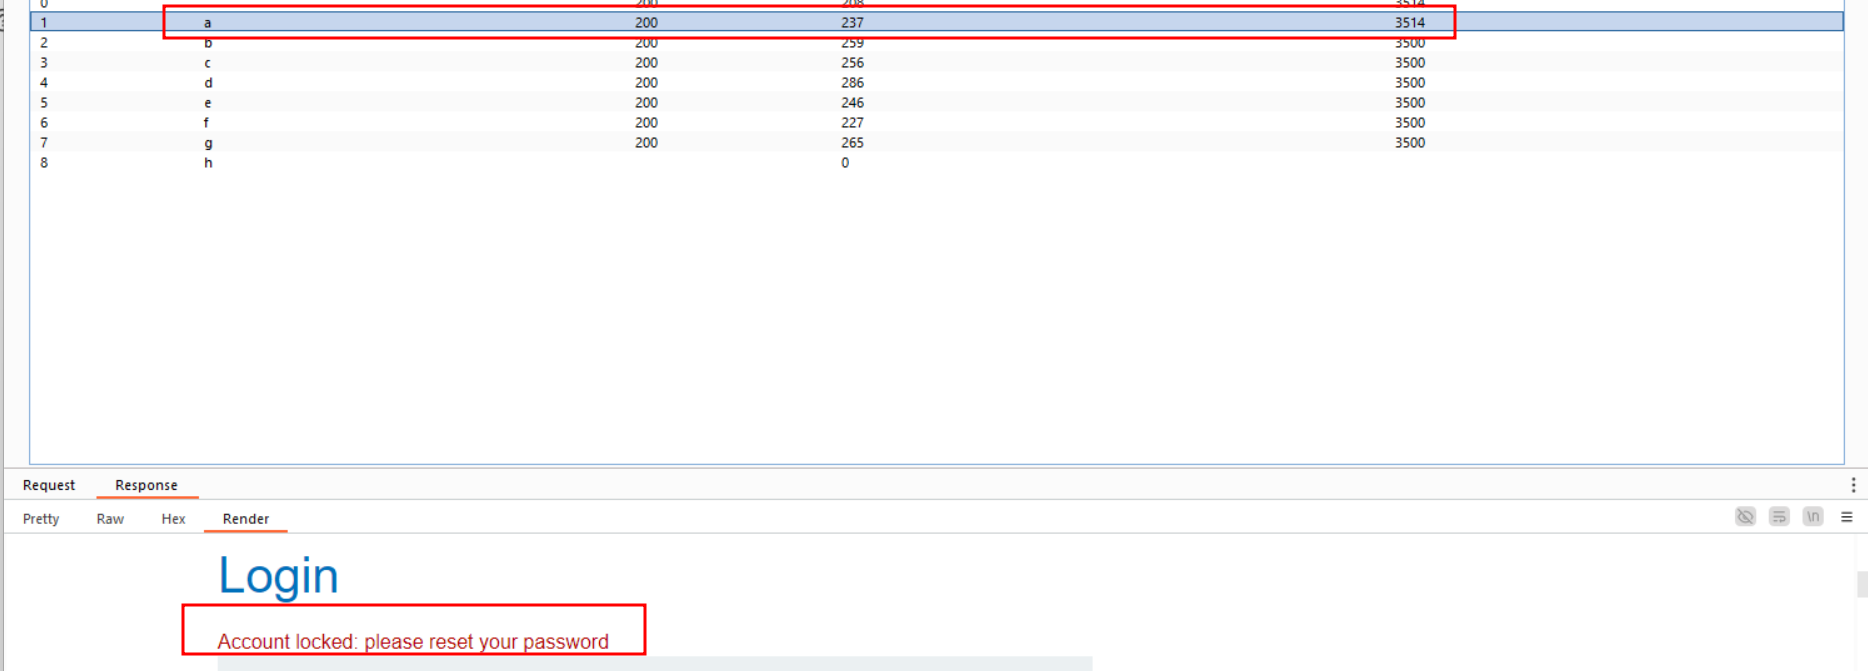 0 200 208 3514
1 a 200 237 3514
2 b 200 259 3500
3 c 200 256 3500
4 d 200 286 3500
5 e 200 246 3500
6 f 200 227 3500
7 g 200 265 3500
8 h 0
Request Response
Pretty Raw Hex Render \n
Login
Account locked: please reset your password